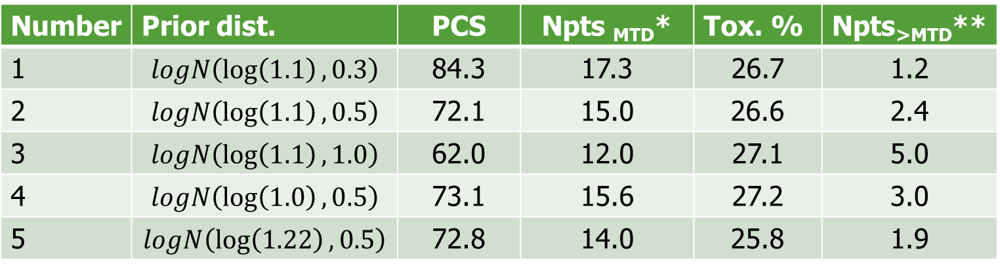 Number Prior dist. PCS Npts MTD* Tox. % Npts>MTD**
1 logN(log(1.1), 0.3) 84.3 17.3 26.7 1.2
2 logN(log(1.1), 0.5) 72.1 15.0 26.6 2.4
3 logN(log(1.1), 1.0) 62.0 12.0 27.1 5.0
4 logN(log(1.0), 0.5) 73.1 15.6 27.2 3.0
5 logN(log(1.22), 0.5) 72.8 14.0 25.8 1.9